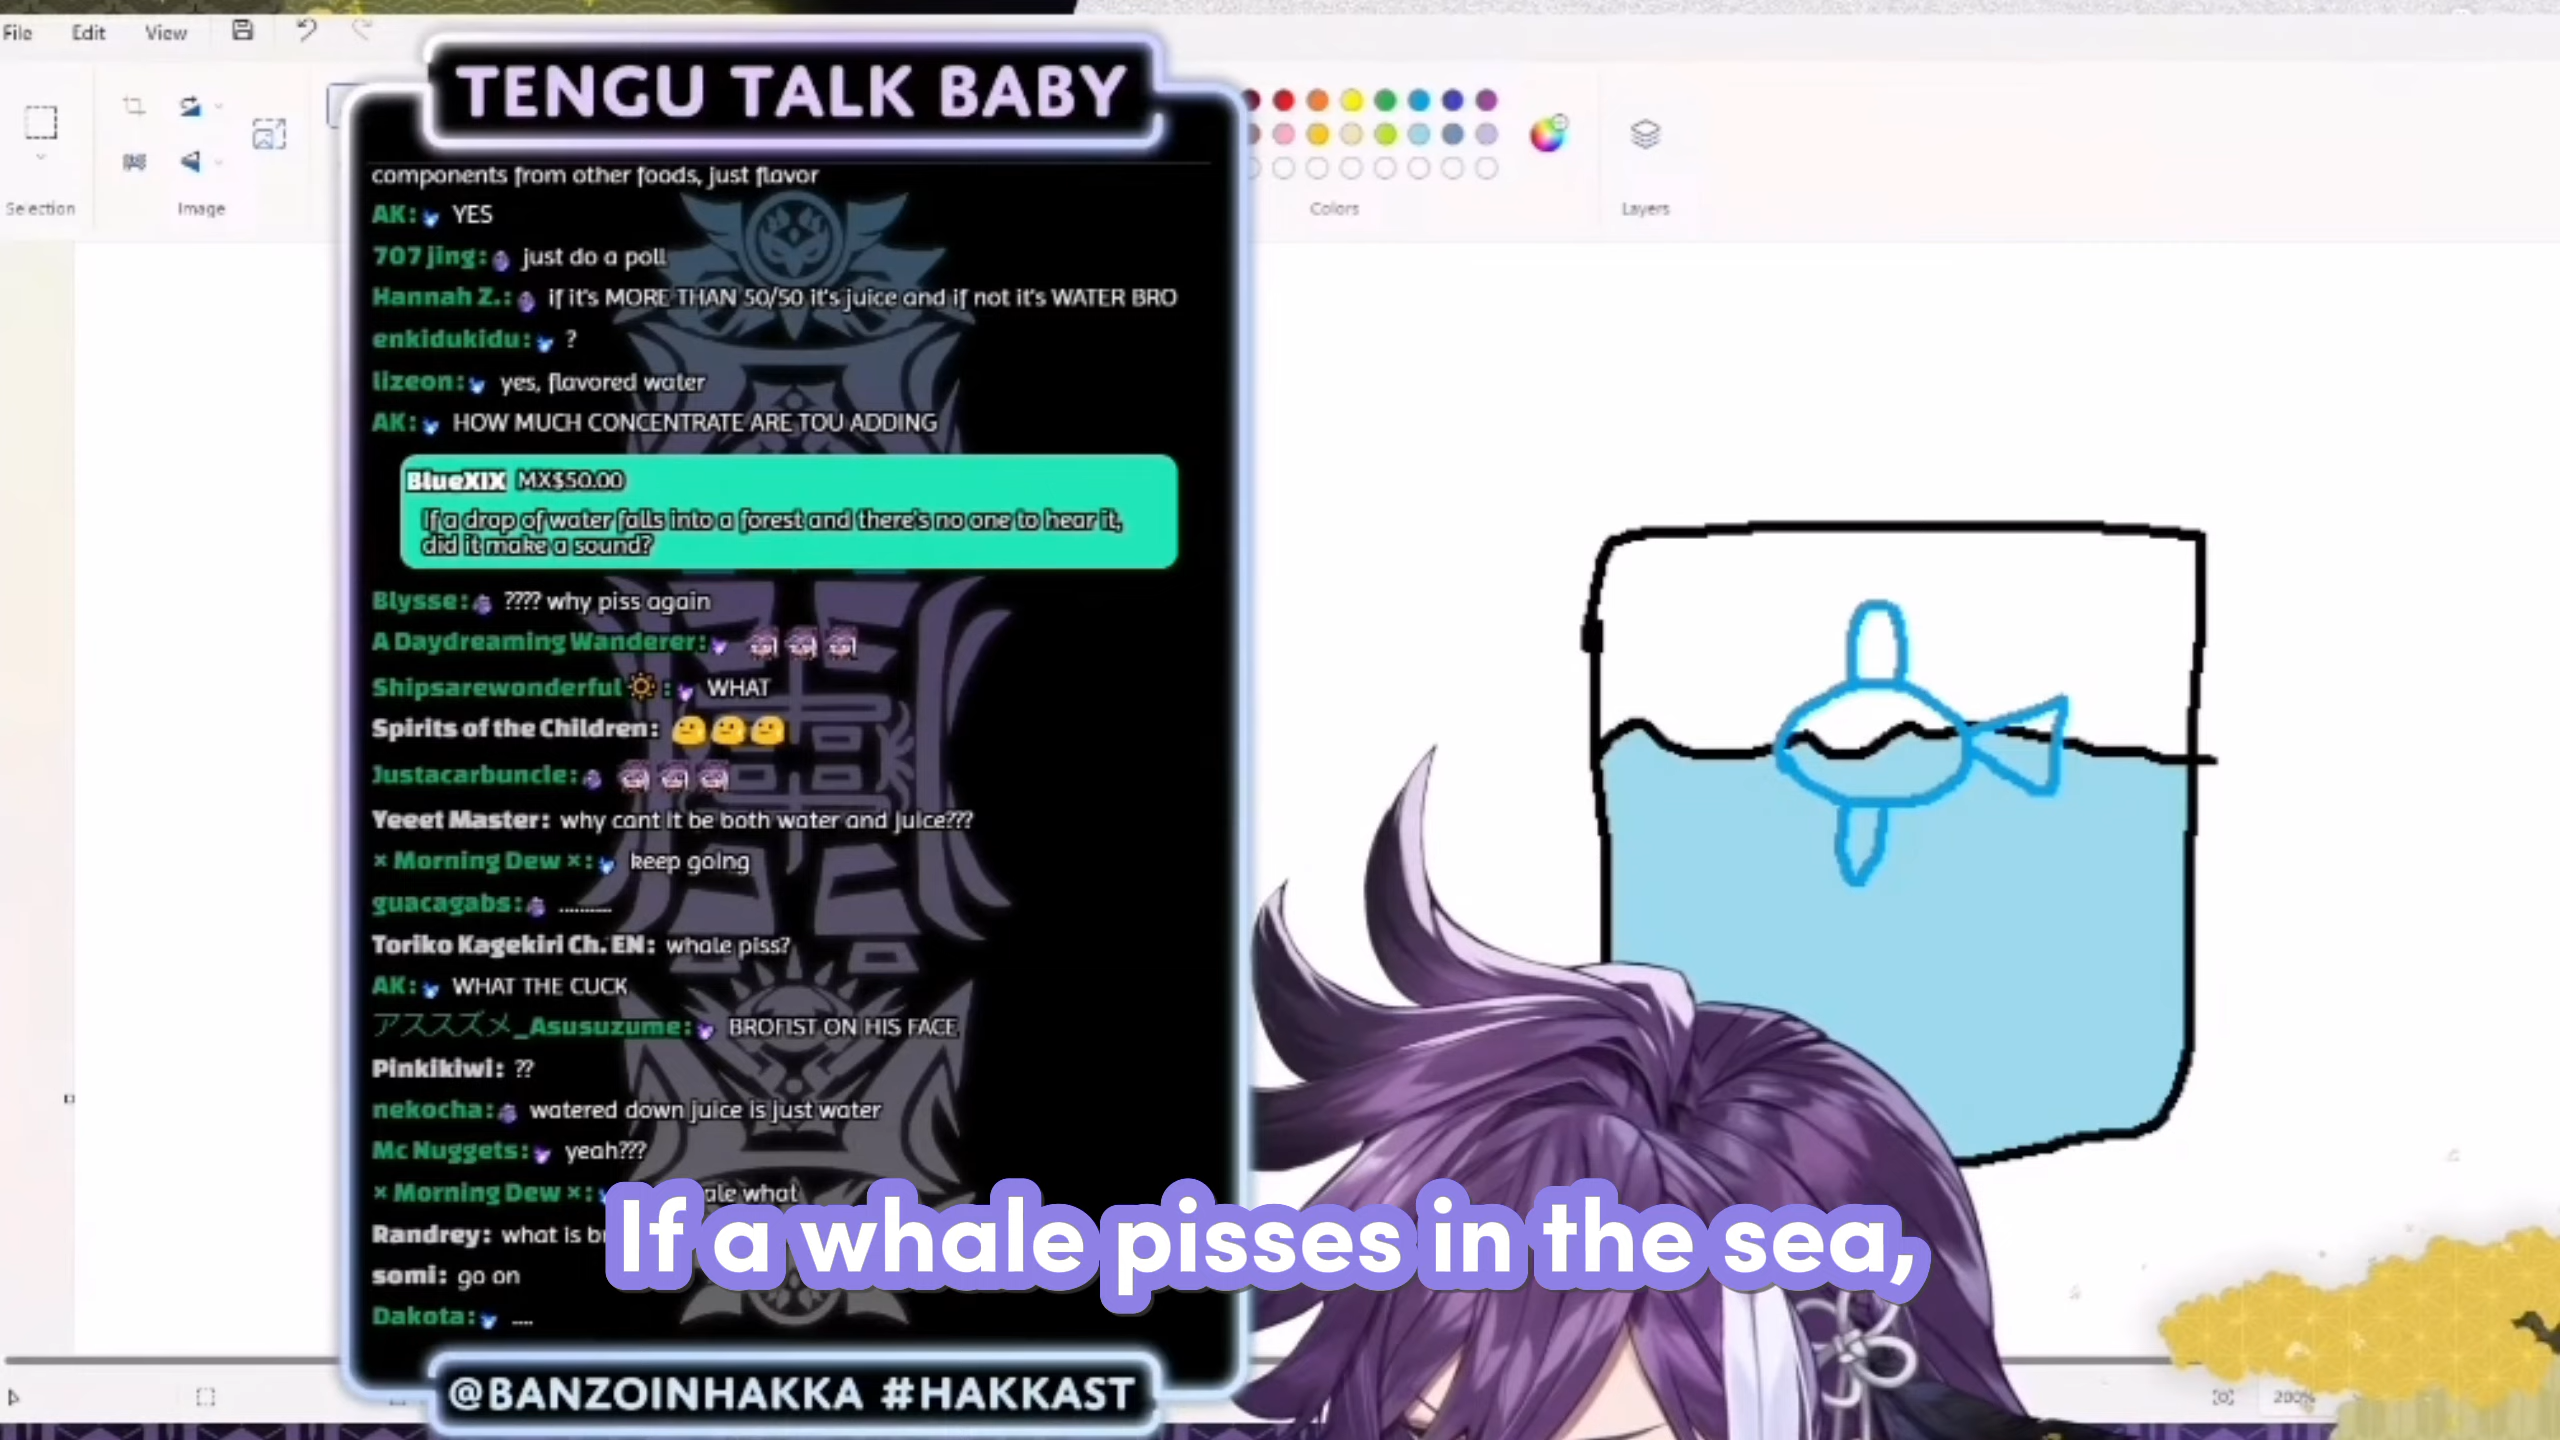 File Edit View
TENGU TALK BABY
Selection
Image
Colors
Layers
components from other foods, just flavor
AK: YES
707 jing: just do a poll
Hannah Z.: if it's MORE THAN 50/50 it's juice and if not it's WATER BRO
enkidukidu: ?
lizeon: yes, flavored water
AK: HOW MUCH CONCENTRATE ARE TOU ADDING
BlueXIX MX$50.00
If a drop of water falls into a forest and there's no one to hear it,
did it make a sound?
Blysse: ???? why piss again
A Daydreaming Wanderer:
Shipsarewonderful: WHAT
Spirits of the Children:
Justacarbuncle:
Yeeet Master: why cant it be both water and juice???
× Morning Dew ×: keep going
guacagabs: ..........
Toriko Kagekiri Ch. EN: whale piss?
AK: WHAT THE CUCK
アススズメ_Asusuzume: BROFIST ON HIS FACE
Pinkikiwi: ??
nekocha: watered down juice is just water
Mc Nuggets: yeah???
× Morning Dew ×: what
Randrey: what is
somi: go on
Dakota: ....
If a whale pisses in the sea,
@BANZOINHAKKA #HAKKAST
200%